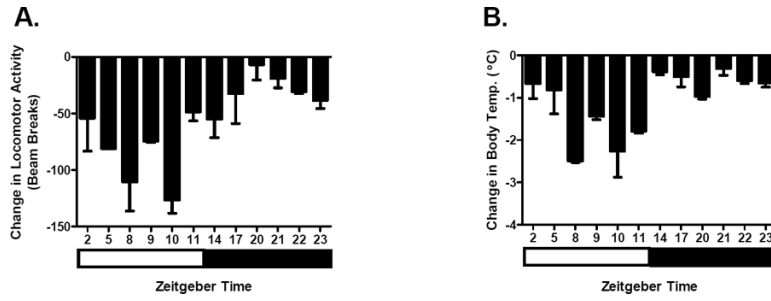 A.
Change in Locomotor Activity
(Beam Breaks)
0
-50
-100
-150
2 5 8 9 10 11 14 17 20 21 22 23
Zeitgeber Time
B.
Change in Body Temp. (°C)
0
-1
-2
-3
-4
2 5 8 9 10 11 14 17 20 21 22 23
Zeitgeber Time